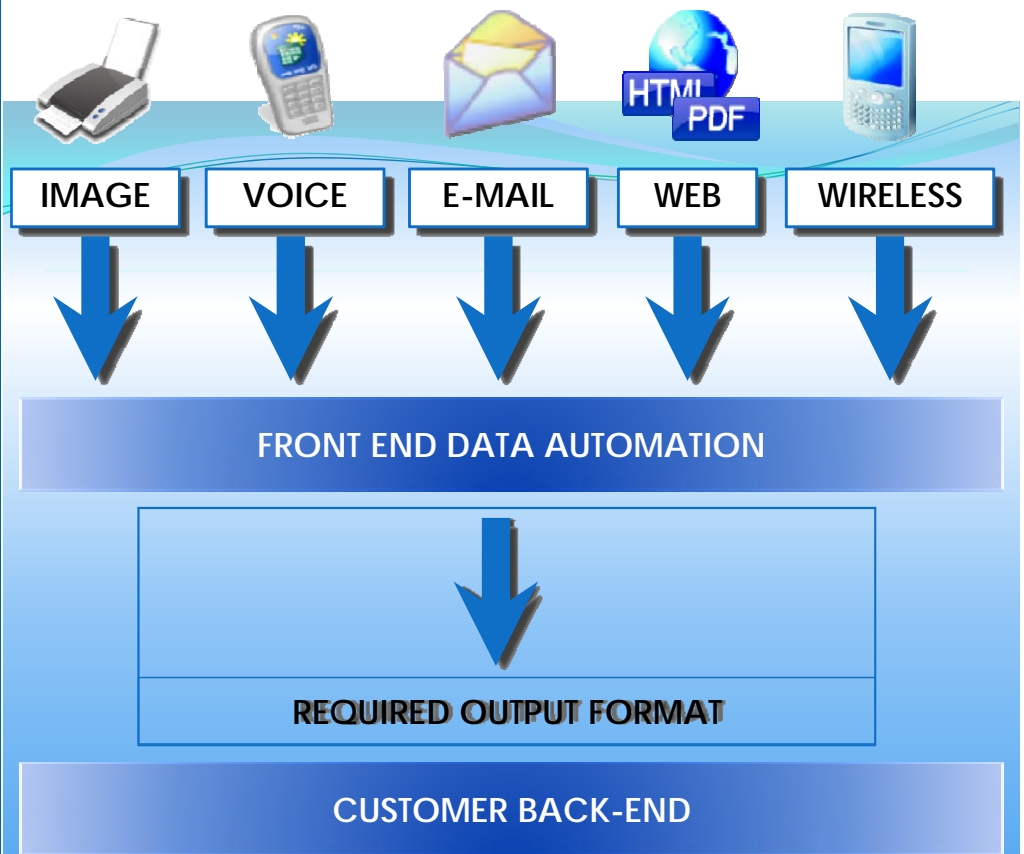 HTML
PDF
IMAGE VOICE E-MAIL WEB WIRELESS
FRONT END DATA AUTOMATION
REQUIRED OUTPUT FORMAT
CUSTOMER BACK-END